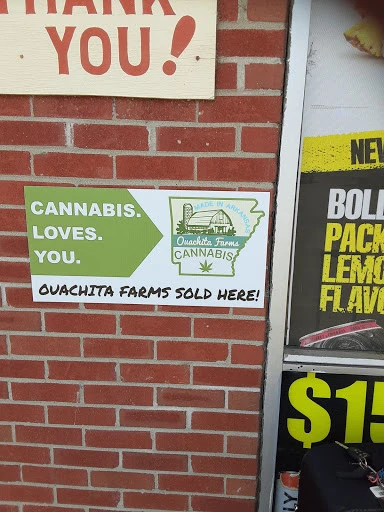 THANK
YOU!
CANNABIS.
LOVES.
YOU.
MADE IN ARKANSAS
Ouachita Farms
CANNABIS
OUACHITA FARMS SOLD HERE!
NEW
BOL
PACK
LEMO
FLAVO
$15